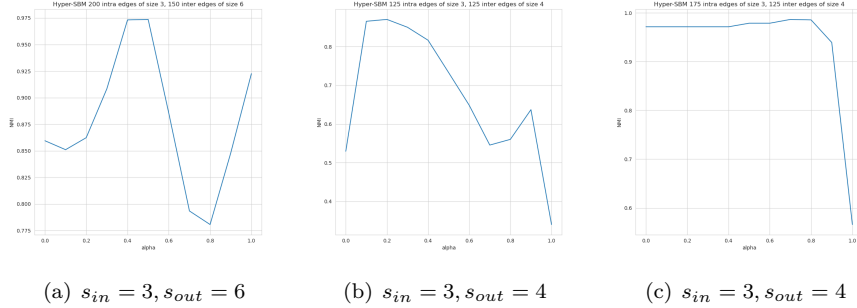 Hyper-SBM 200 intra edges of size 3, 150 inter edges of size 6
0.975
0.950
0.925
0.900
0.875
0.850
0.825
0.800
0.775
NMI
0.0 0.2 0.4 0.6 0.8 1.0
alpha
(a) s_in = 3, s_out = 6
Hyper-SBM 125 intra edges of size 3, 125 inter edges of size 4
0.8
0.7
0.6
0.5
0.4
NMI
0.0 0.2 0.4 0.6 0.8 1.0
alpha
(b) s_in = 3, s_out = 4
Hyper-SBM 175 intra edges of size 3, 125 inter edges of size 4
1.0
0.9
0.8
0.7
0.6
NMI
0.0 0.2 0.4 0.6 0.8 1.0
alpha
(c) s_in = 3, s_out = 4